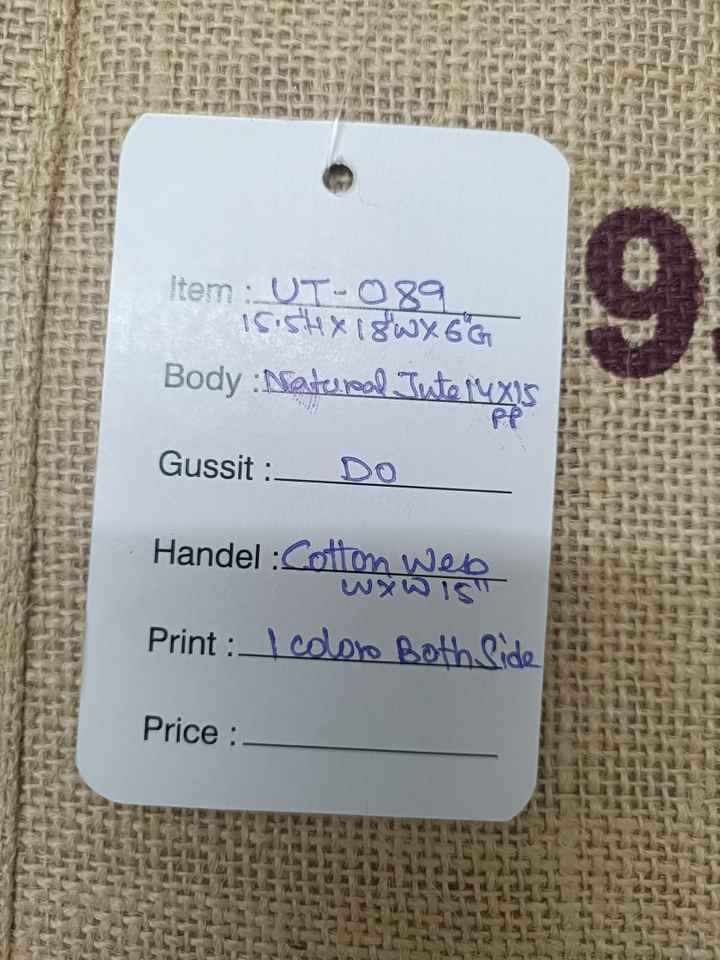 Item : UT-089
15.5"H X 18"W X 6"G
Body : Natural Jute 14X15
PP
Gussit : DO
Handel : Cotton Web
WXW 15"
Print : 1 color Both Side
Price :
9